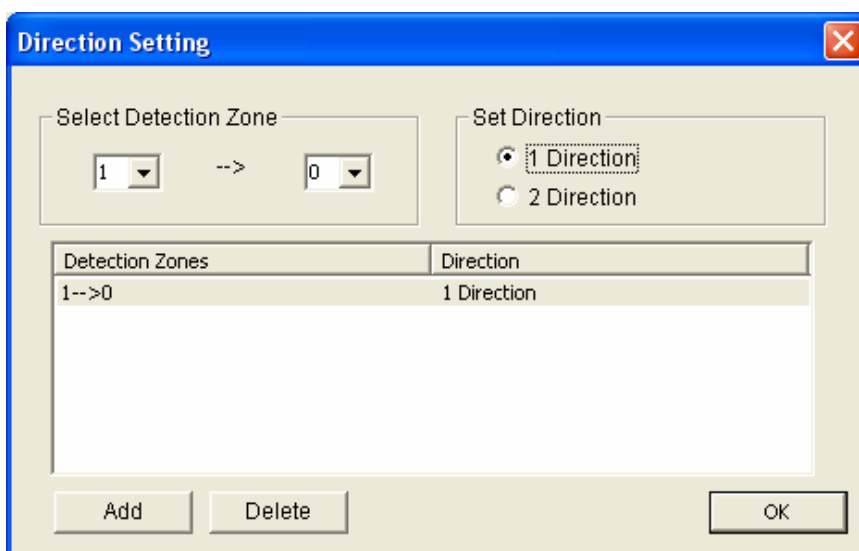 Direction Setting
Select Detection Zone
1 --> 0
Set Direction
1 Direction
2 Direction
Detection Zones Direction
1-->0 1 Direction
Add Delete OK